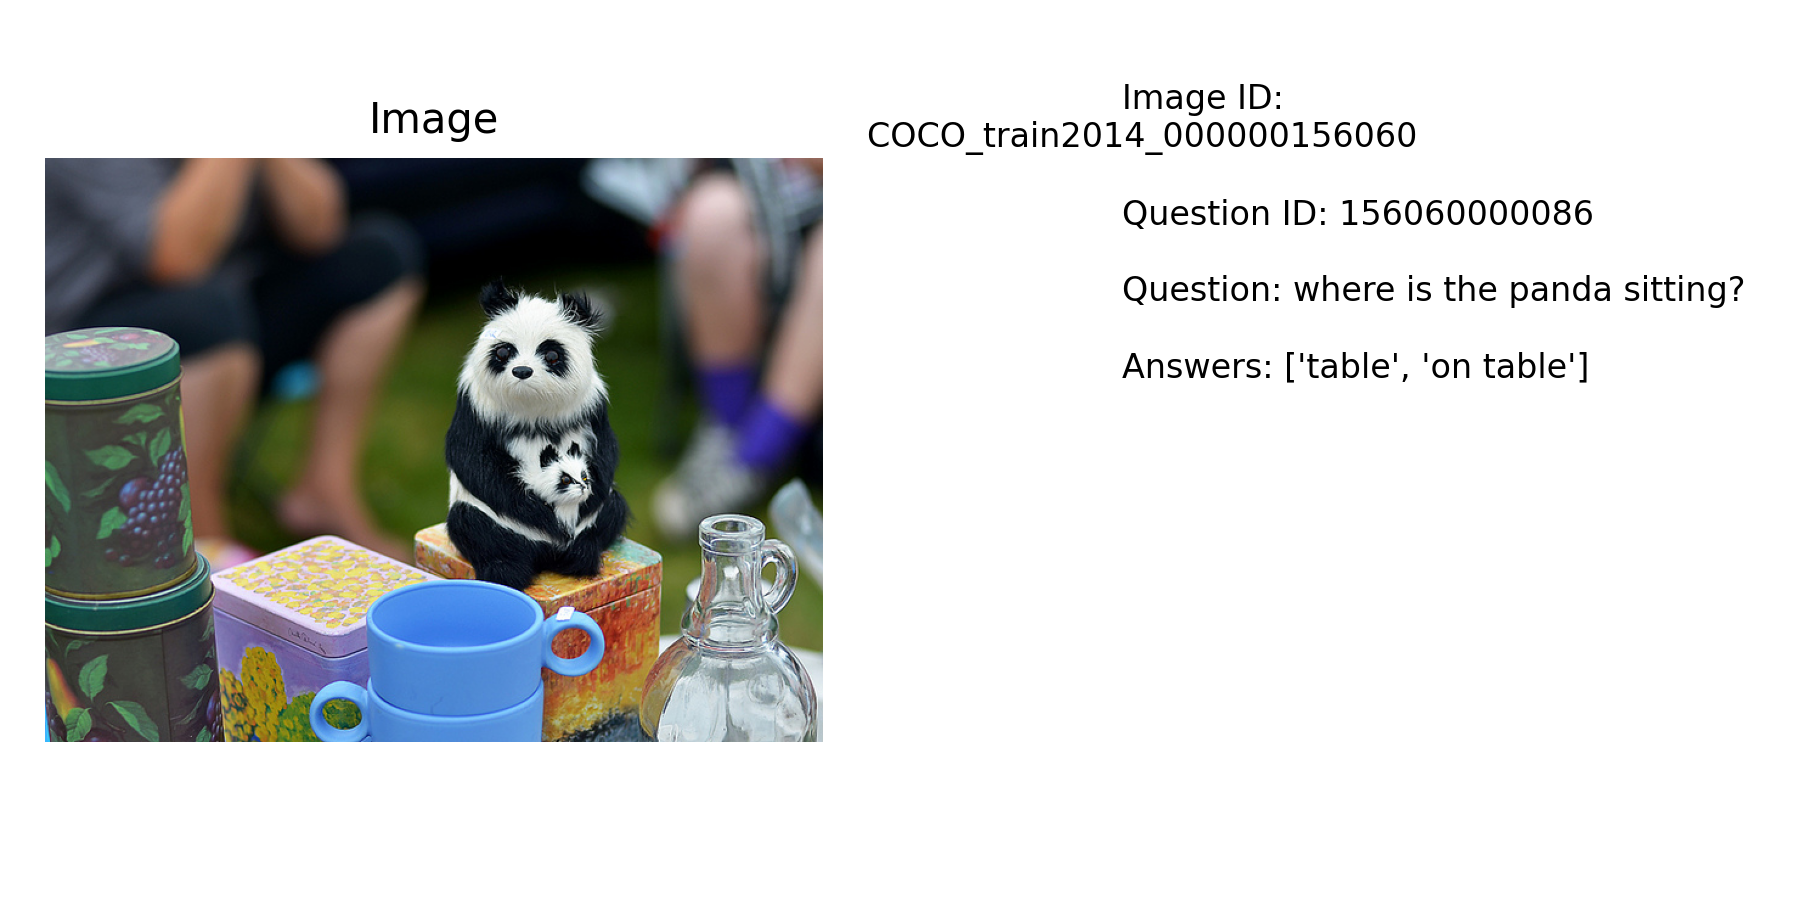 Image
Image ID:
COCO_train2014_000000156060
Question ID: 156060000086
Question: where is the panda sitting?
Answers: ['table', 'on table']